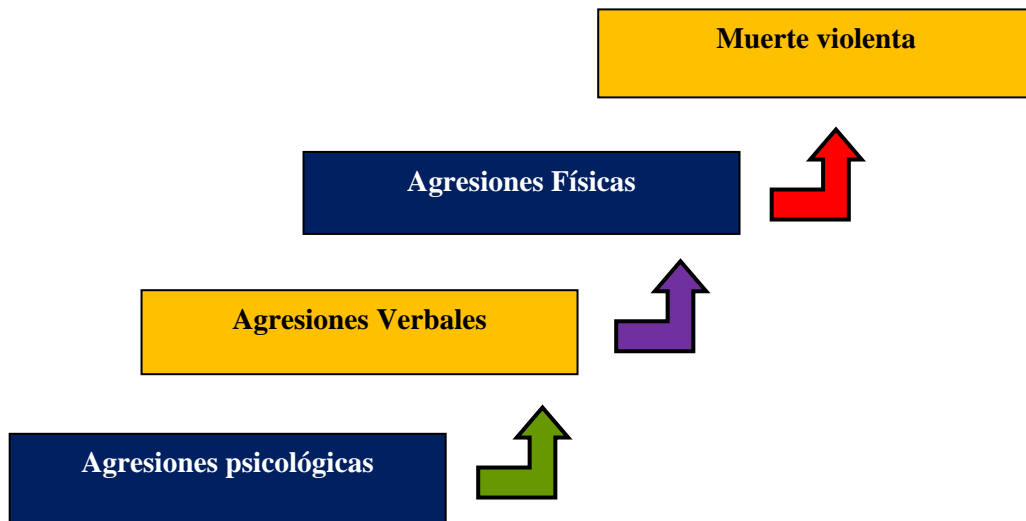 Muerte violenta
Agresiones Físicas
Agresiones Verbales
Agresiones psicológicas